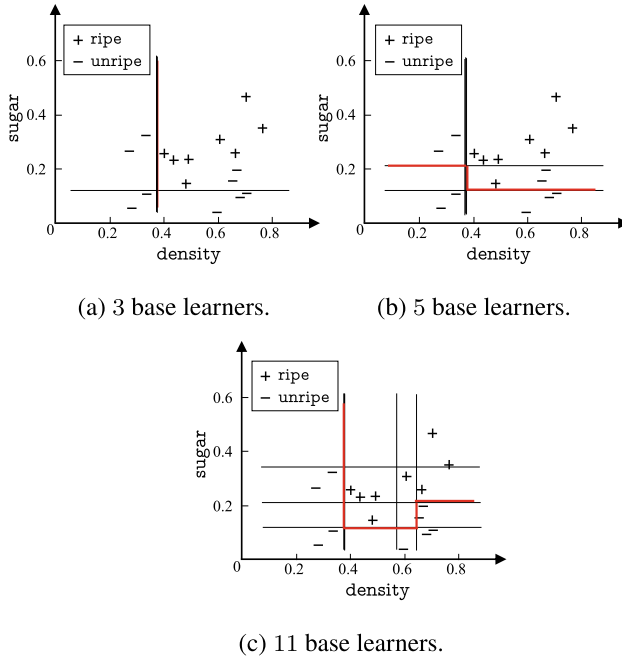 + ripe
− unripe
0.6
0.4
0.2
0
0.2
0.4
0.6
0.8
sugar
density
(a) 3 base learners.
+ ripe
− unripe
0.6
0.4
0.2
0
0.2
0.4
0.6
0.8
sugar
density
(b) 5 base learners.
+ ripe
− unripe
0.6
0.4
0.2
0
0.2
0.4
0.6
0.8
sugar
density
(c) 11 base learners.